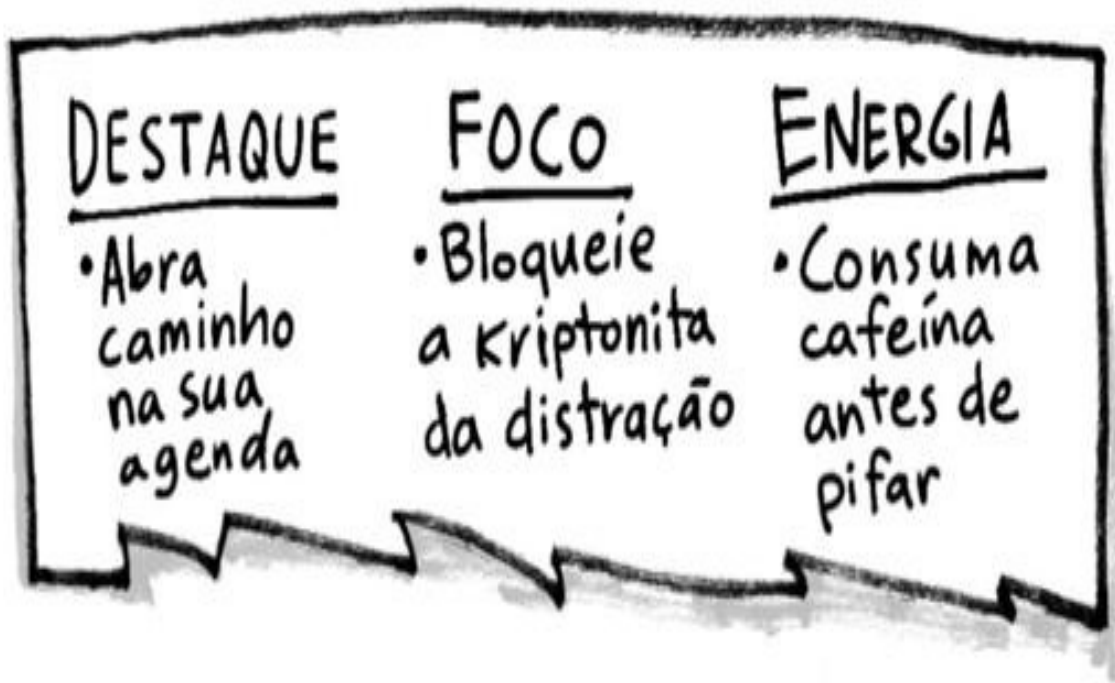 DESTAQUE
• Abra
caminho
na sua
agenda
FOCO
• Bloqueie
a Kriptonita
da distração
ENERGIA
• Consuma
cafeína
antes de
pifar